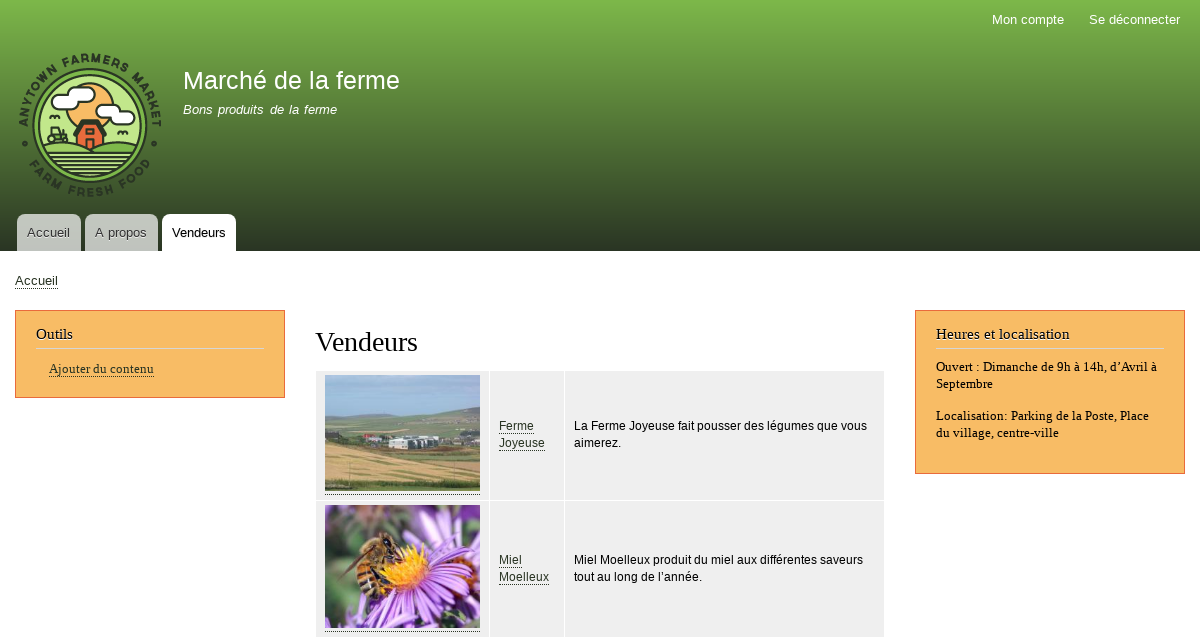 Mon compte
Se déconnecter
ANYTOWN FARMERS MARKET
FARM FRESH FOOD
Marché de la ferme
Bons produits de la ferme
Accueil
A propos
Vendeurs
Accueil
Outils
Ajouter du contenu
Vendeurs
Ferme
Joyeuse
La Ferme Joyeuse fait pousser des légumes que vous
aimerez.
Miel
Moelleux
Miel Moelleux produit du miel aux différentes saveurs
tout au long de l’année.
Heures et localisation
Ouvert : Dimanche de 9h à 14h, d’Avril à
Septembre
Localisation: Parking de la Poste, Place
du village, centre-ville